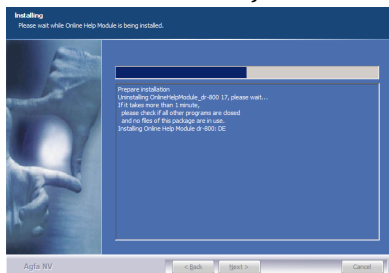 Installing
Please wait while Online Help Module is being installed.
Prepare installation
Uninstalling OnlineHelpModule_dr-800 17, please wait...
If it takes more than 1 minute,
please check if all other programs are closed
and no files of this package are in use.
Installing Online Help Module dr-800: DE
Agfa NV
< Back
Next >
Cancel